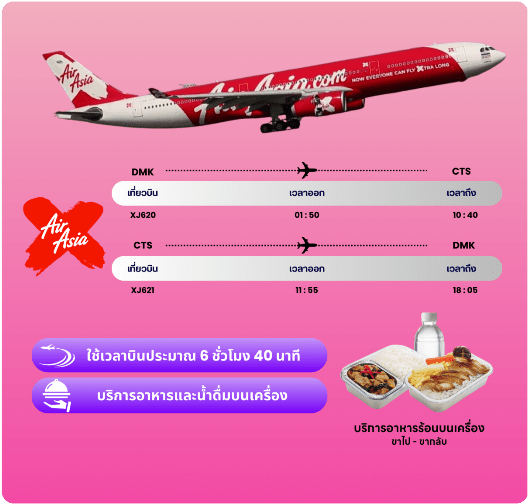 Air
Asia
AirAsia.com
NOW EVERYONE CAN FLY XTRA LONG
DMK CTS
เที่ยวบิน เวลาออก เวลาถึง
XJ620 01 : 50 10 : 40
Air
Asia
CTS DMK
เที่ยวบิน เวลาออก เวลาถึง
XJ621 11 : 55 18 : 05
ใช้เวลาบินประมาณ 6 ชั่วโมง 40 นาที
บริการอาหารและน้ำดื่มบนเครื่อง
บริการอาหารร้อนบนเครื่อง
ขาไป - ขากลับ